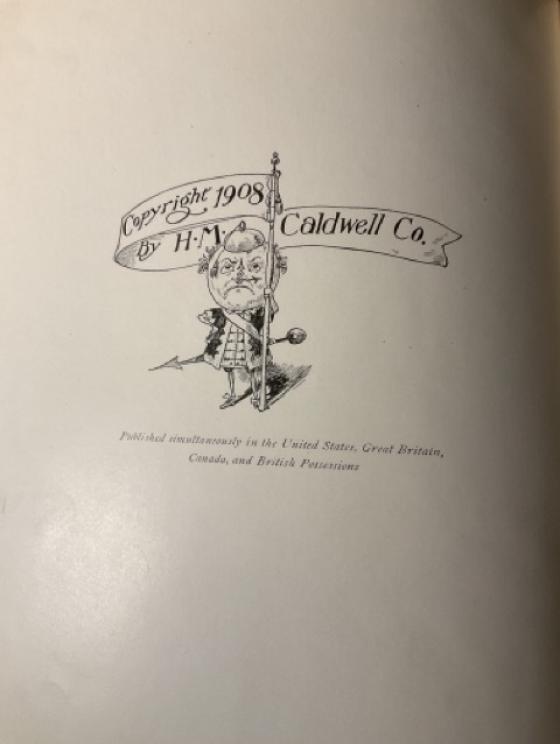 Copyright 1908
By H·M· Caldwell Co.
Published simultaneously in the United States, Great Britain,
Canada, and British Possessions